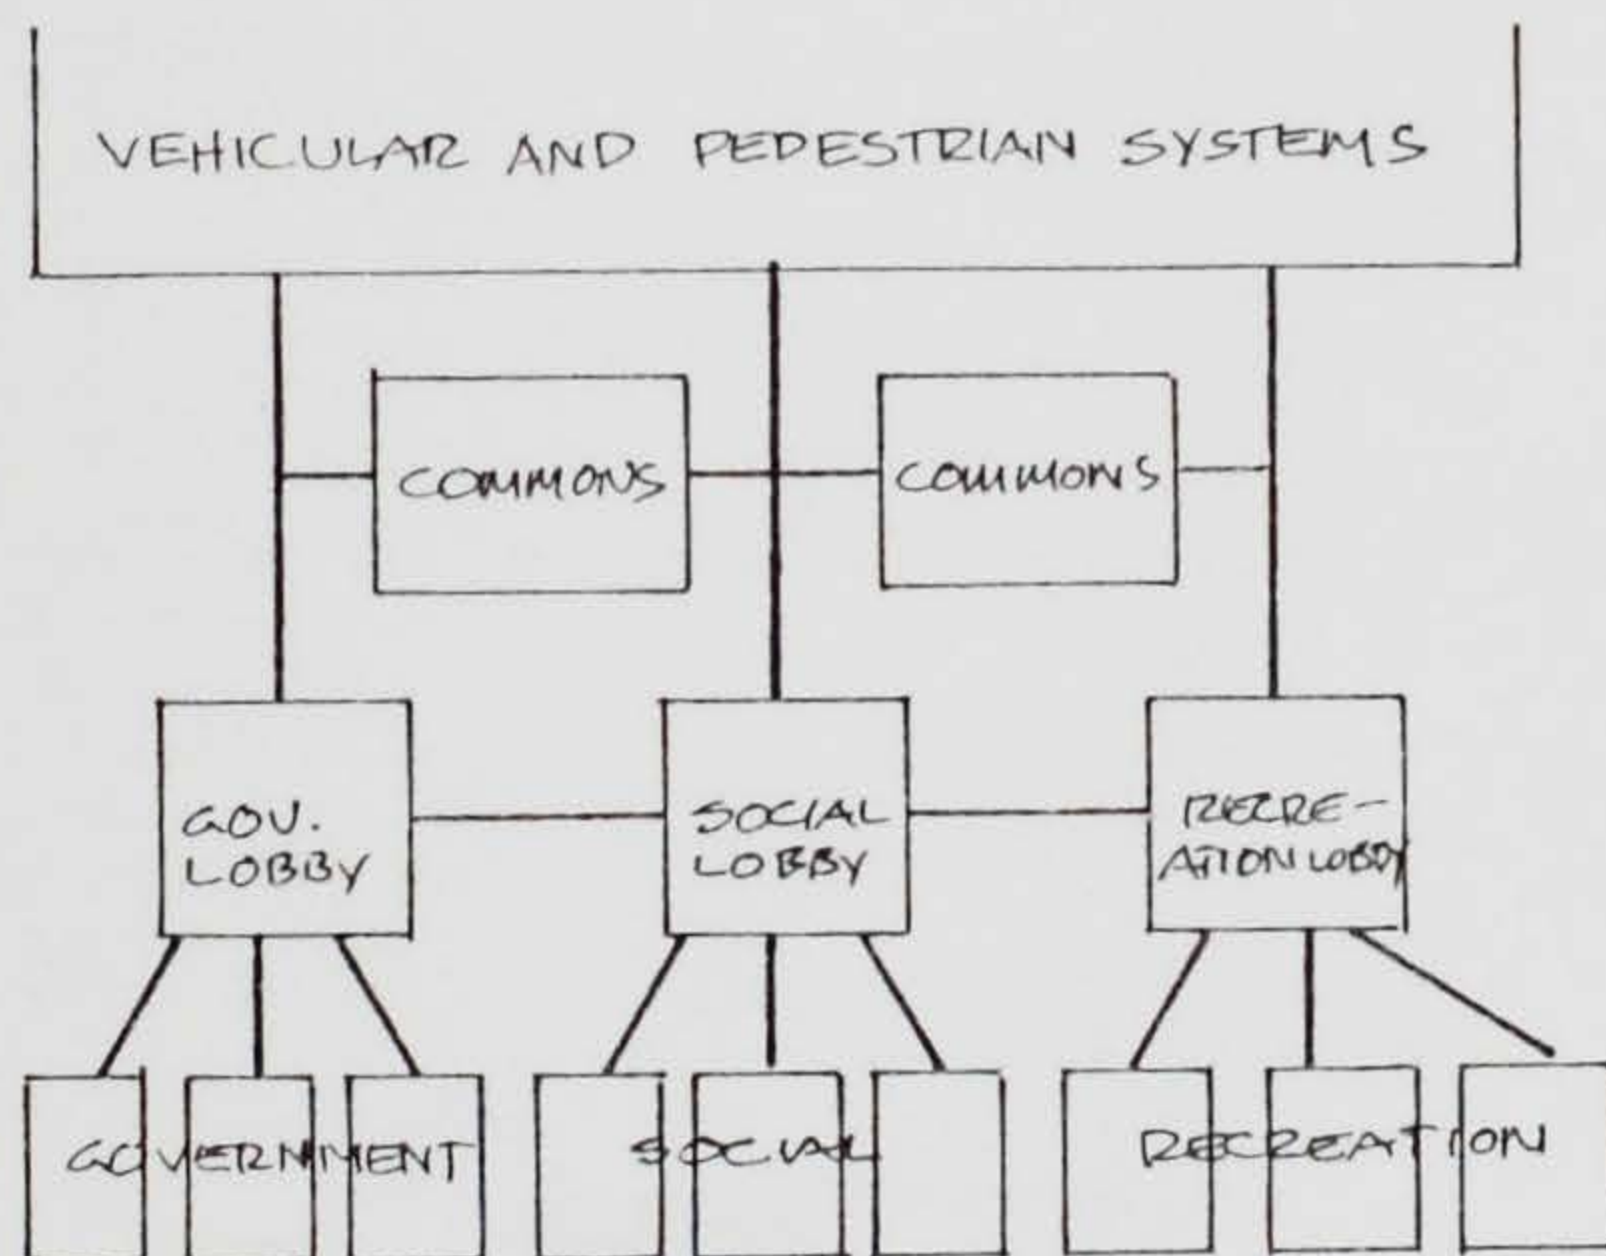 VEHICULAR AND PEDESTRIAN SYSTEMS
COMMONS
COMMONS
GOV.
LOBBY
SOCIAL
LOBBY
RECRE-
ATION LOBBY
GOVERNMENT
SOCIAL
RECREATION